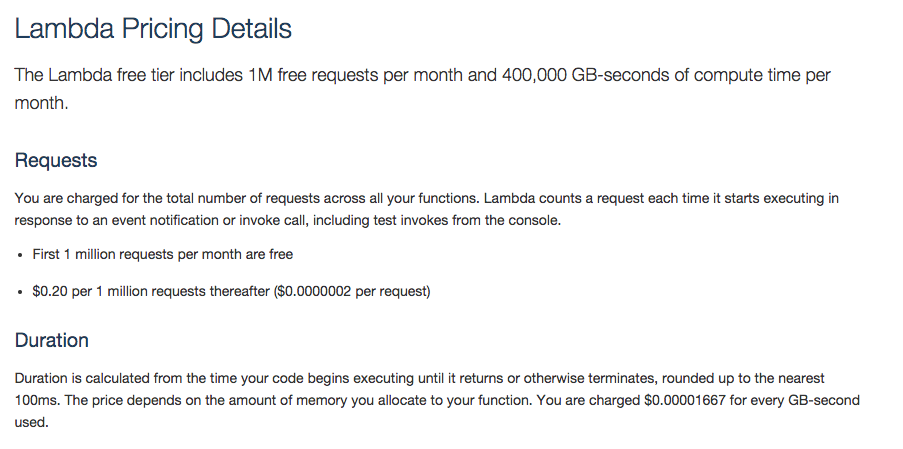 Lambda Pricing Details
The Lambda free tier includes 1M free requests per month and 400,000 GB-seconds of compute time per
month.
Requests
You are charged for the total number of requests across all your functions. Lambda counts a request each time it starts executing in
response to an event notification or invoke call, including test invokes from the console.
• First 1 million requests per month are free
• $0.20 per 1 million requests thereafter ($0.0000002 per request)
Duration
Duration is calculated from the time your code begins executing until it returns or otherwise terminates, rounded up to the nearest
100ms. The price depends on the amount of memory you allocate to your function. You are charged $0.00001667 for every GB-second
used.